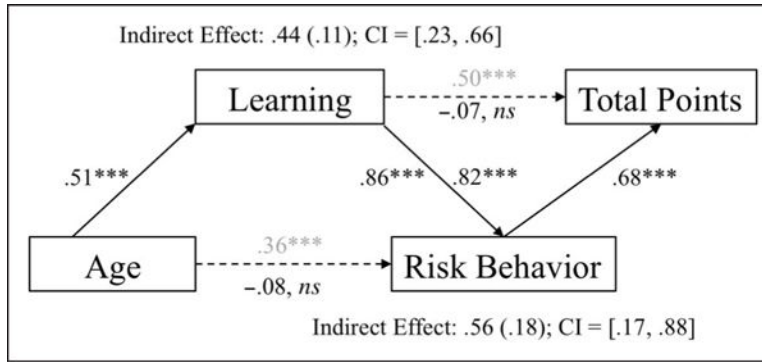 Indirect Effect: .44 (.11); CI = [.23, .66]
Learning
.50***
–.07, ns
Total Points
.51***
.86***
.82***
.68***
Age
.36***
–.08, ns
Risk Behavior
Indirect Effect: .56 (.18); CI = [.17, .88]